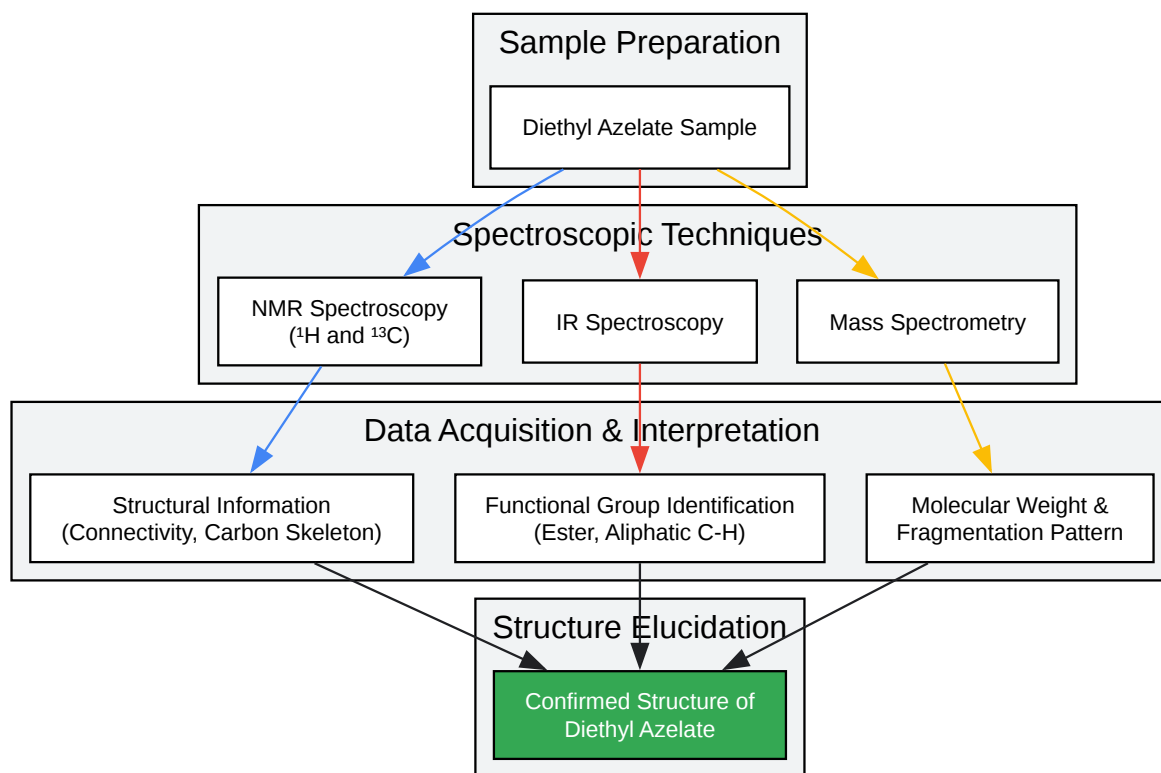 Sample Preparation
Diethyl Azelate Sample
Spectroscopic Techniques
NMR Spectroscopy
(¹H and ¹³C)
IR Spectroscopy
Mass Spectrometry
Data Acquisition & Interpretation
Structural Information
(Connectivity, Carbon Skeleton)
Functional Group Identification
(Ester, Aliphatic C-H)
Molecular Weight &
Fragmentation Pattern
Structure Elucidation
Confirmed Structure of
Diethyl Azelate